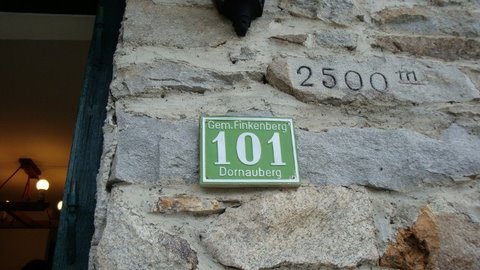 2500 m
Gem. Finkenberg
101
Dornauberg